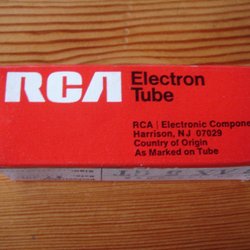 RCA
Electron
Tube
RCA | Electronic Compone
Harrison, N J 07029
Country of Origin
As Marked on Tube